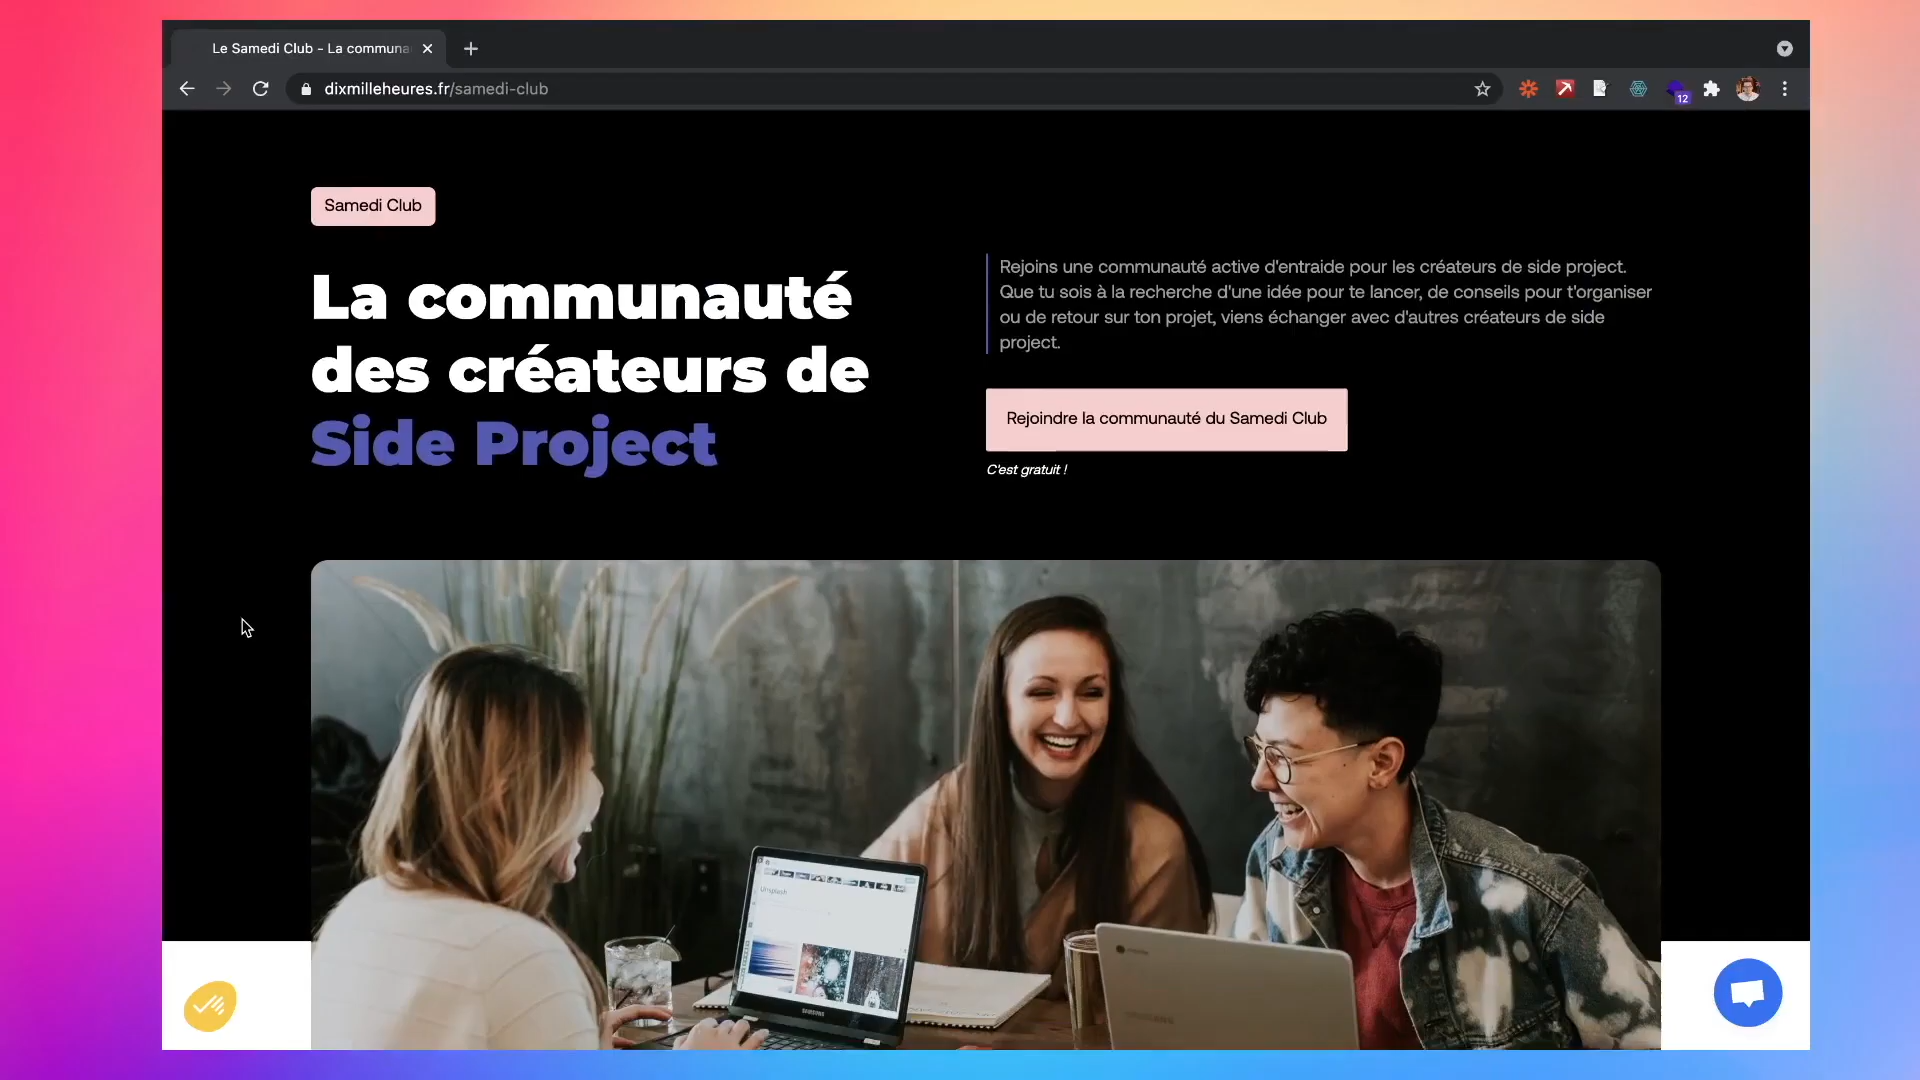 Le Samedi Club - La communa
dixmilleheures.fr/samedi-club
12
Samedi Club
La communauté
des créateurs de
Side Project
Rejoins une communauté active d'entraide pour les créateurs de side project.
Que tu sois à la recherche d'une idée pour te lancer, de conseils pour t'organiser
ou de retour sur ton projet, viens échanger avec d'autres créateurs de side
project.
Rejoindre la communauté du Samedi Club
C'est gratuit !
Unsplash
SAMSUNG